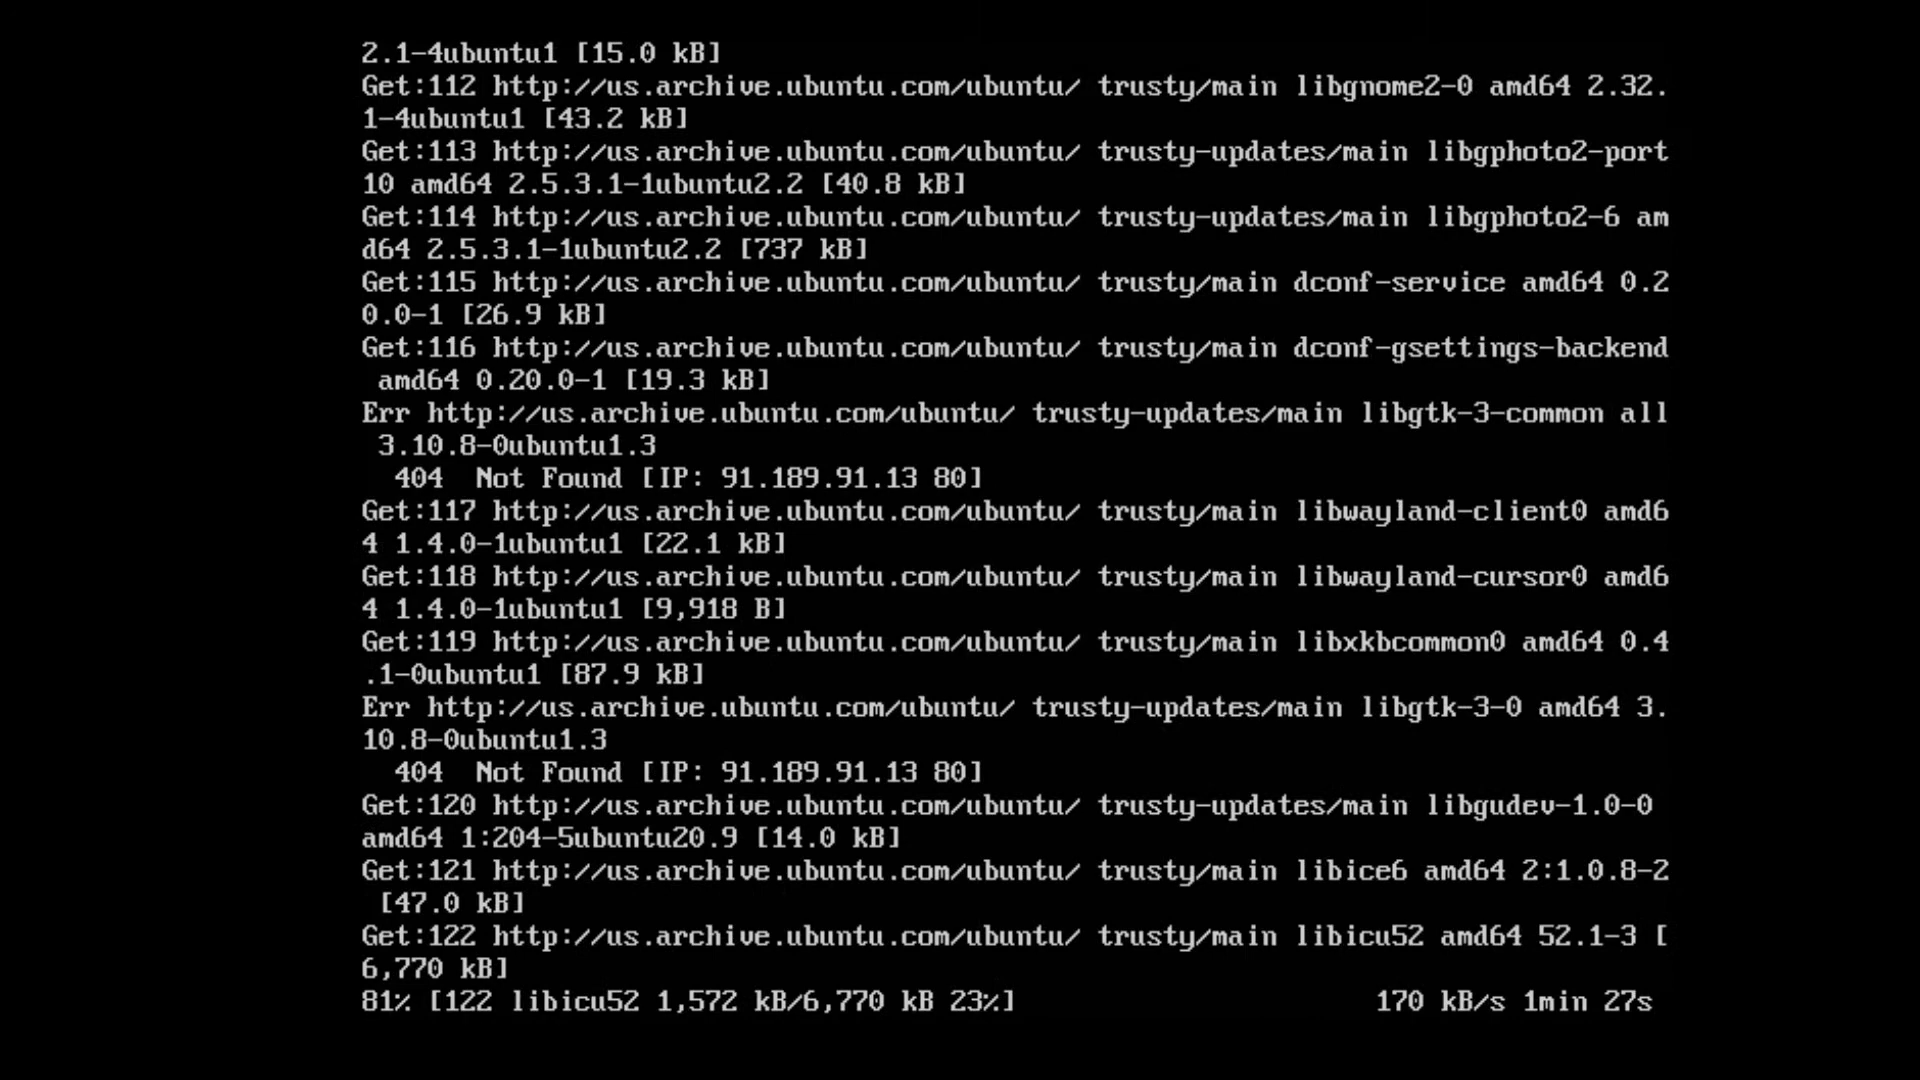 2.1-4ubuntu1 [15.0 kB]
Get:112 http://us.archive.ubuntu.com/ubuntu/ trusty/main libgnome2-0 amd64 2.32.
1-4ubuntu1 [43.2 kB]
Get:113 http://us.archive.ubuntu.com/ubuntu/ trusty-updates/main libgphoto2-port
10 amd64 2.5.3.1-1ubuntu2.2 [40.8 kB]
Get:114 http://us.archive.ubuntu.com/ubuntu/ trusty-updates/main libgphoto2-6 am
d64 2.5.3.1-1ubuntu2.2 [737 kB]
Get:115 http://us.archive.ubuntu.com/ubuntu/ trusty/main dconf-service amd64 0.2
0.0-1 [26.9 kB]
Get:116 http://us.archive.ubuntu.com/ubuntu/ trusty/main dconf-gsettings-backend
 amd64 0.20.0-1 [19.3 kB]
Err http://us.archive.ubuntu.com/ubuntu/ trusty-updates/main libgtk-3-common all
 3.10.8-0ubuntu1.3
  404  Not Found [IP: 91.189.91.13 80]
Get:117 http://us.archive.ubuntu.com/ubuntu/ trusty/main libwayland-client0 amd6
4 1.4.0-1ubuntu1 [22.1 kB]
Get:118 http://us.archive.ubuntu.com/ubuntu/ trusty/main libwayland-cursor0 amd6
4 1.4.0-1ubuntu1 [9,918 B]
Get:119 http://us.archive.ubuntu.com/ubuntu/ trusty/main libxkbcommon0 amd64 0.4
.1-0ubuntu1 [87.9 kB]
Err http://us.archive.ubuntu.com/ubuntu/ trusty-updates/main libgtk-3-0 amd64 3.
10.8-0ubuntu1.3
  404  Not Found [IP: 91.189.91.13 80]
Get:120 http://us.archive.ubuntu.com/ubuntu/ trusty-updates/main libgudev-1.0-0
amd64 1:204-5ubuntu20.9 [14.0 kB]
Get:121 http://us.archive.ubuntu.com/ubuntu/ trusty/main libice6 amd64 2:1.0.8-2
 [47.0 kB]
Get:122 http://us.archive.ubuntu.com/ubuntu/ trusty/main libicu52 amd64 52.1-3 [
6,770 kB]
81% [122 libicu52 1,572 kB/6,770 kB 23%] 170 kB/s 1min 27s